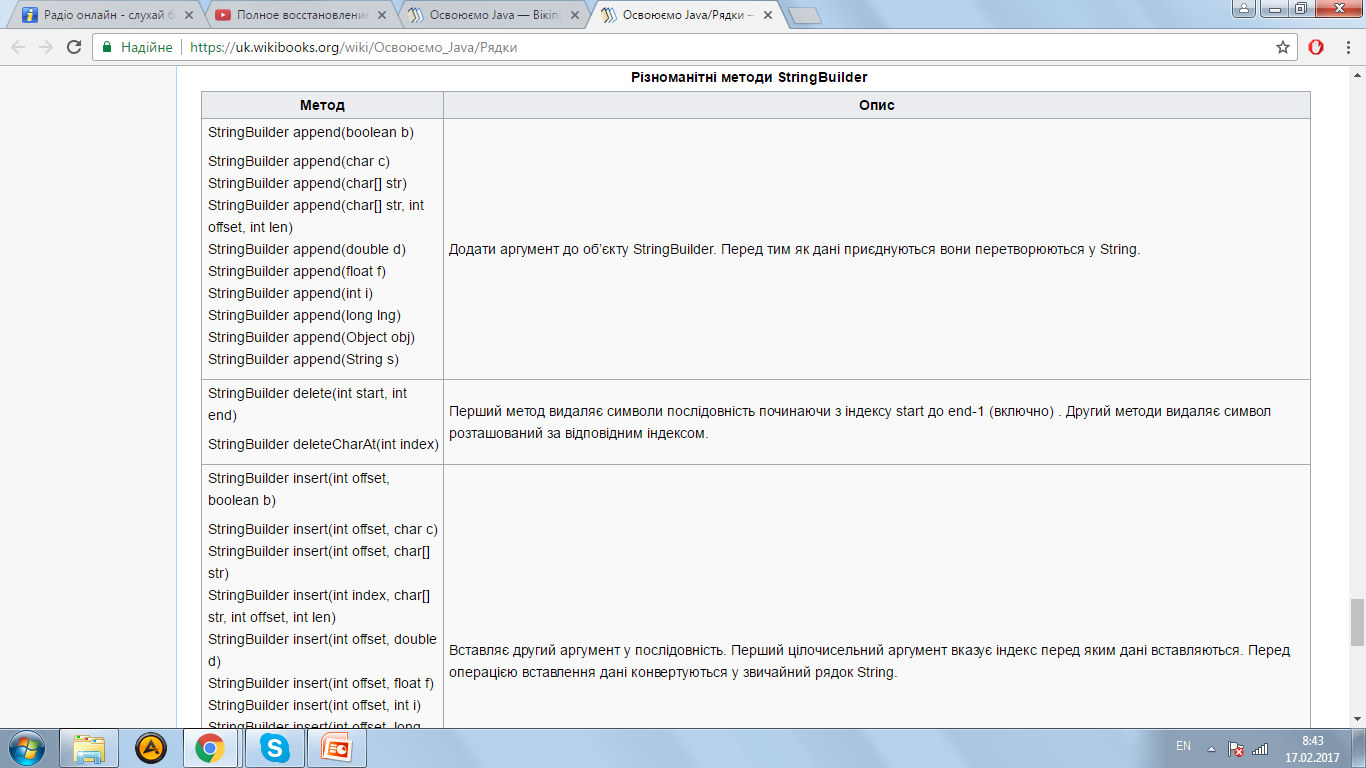 Радіо онлайн - слухай б
Полное восстановление
Освоюємо Java — Вікіп
Освоюємо Java/Рядки –
Надійне
https://uk.wikibooks.org/wiki/Освоюємо_Java/Рядки
Різноманітні методи StringBuilder
Метод
Опис
StringBuilder append(boolean b)
StringBuilder append(char c)
StringBuilder append(char[] str)
StringBuilder append(char[] str, int
offset, int len)
StringBuilder append(double d)
StringBuilder append(float f)
StringBuilder append(int i)
StringBuilder append(long lng)
StringBuilder append(Object obj)
StringBuilder append(String s)
Додати аргумент до об’єкту StringBuilder. Перед тим як дані приєднуються вони перетворюються у String.
StringBuilder delete(int start, int
end)
StringBuilder deleteCharAt(int index)
Перший метод видаляє символи послідовність починаючи з індексу start до end-1 (включно) . Другий методи видаляє символ
розташований за відповідним індексом.
StringBuilder insert(int offset,
boolean b)
StringBuilder insert(int offset, char c)
StringBuilder insert(int offset, char[]
str)
StringBuilder insert(int index, char[]
str, int offset, int len)
StringBuilder insert(int offset, double
d)
StringBuilder insert(int offset, float f)
StringBuilder insert(int offset, int i)
StringBuilder insert(int offset, long
Вставляє другий аргумент у послідовність. Перший цілочисельний аргумент вказує індекс перед яким дані вставляються. Перед
операцією вставлення дані конвертуються у звичайний рядок String.
EN
8:43
17.02.2017